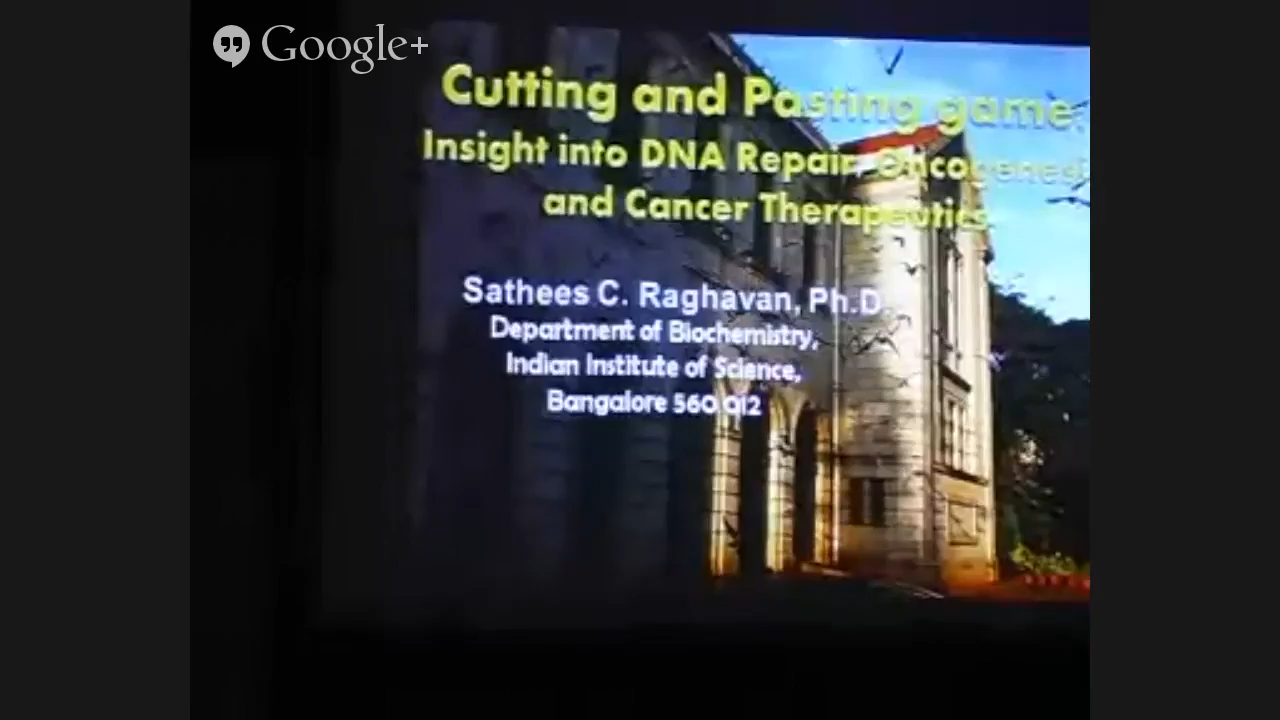 Google+
Cutting and Pasting game:
Insight into DNA Repair, Oncogenesis
and Cancer Therapeutics
Sathees C. Raghavan, Ph.D.
Department of Biochemistry,
Indian Institute of Science,
Bangalore 560 012